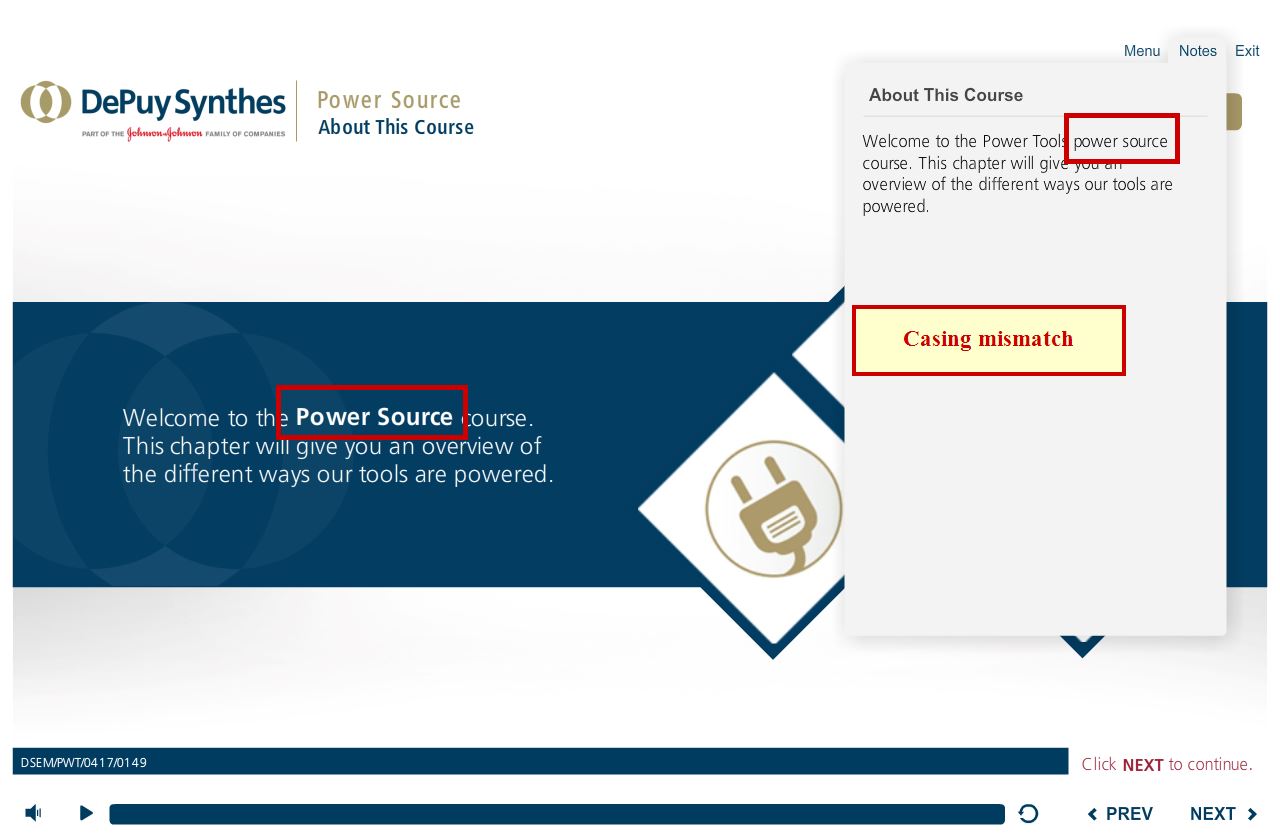 Menu Notes Exit
DePuy Synthes
PART OF THE Johnson & Johnson FAMILY OF COMPANIES
Power Source
About This Course
About This Course
Welcome to the Power Tools power source
course. This chapter will give you an
overview of the different ways our tools are
powered.
Casing mismatch
Welcome to the Power Source course.
This chapter will give you an overview of
the different ways our tools are powered.
DSEM/PWT/0417/0149
Click NEXT to continue.
PREV NEXT